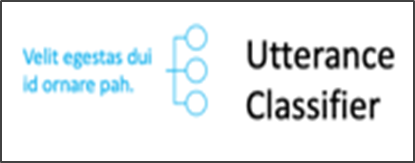 Velit egestas dui
id ornare pah.
Utterance
Classifier